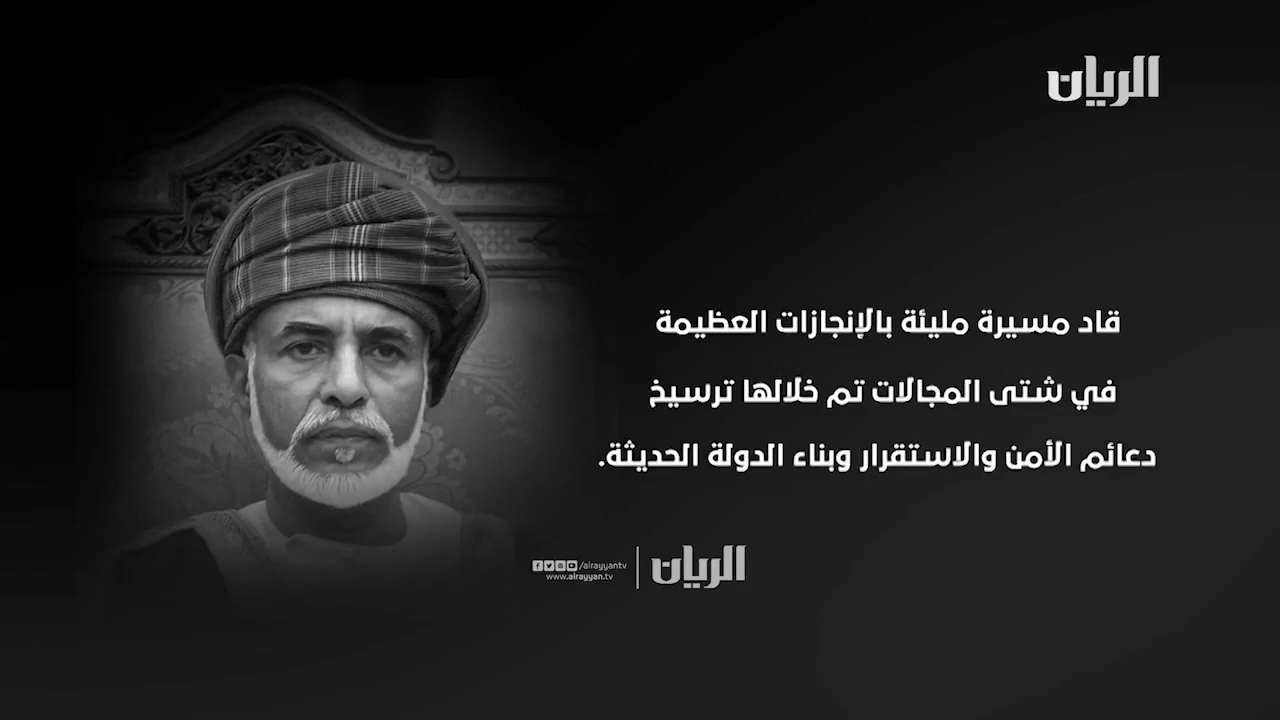 الريان
قاد مسيرة مليئة بالإنجازات العظيمة
في شتى المجالات تم خلالها ترسيخ
دعائم الأمن والاستقرار وبناء الدولة الحديثة.
الريان
/alrayyantv
www.alrayyan.tv